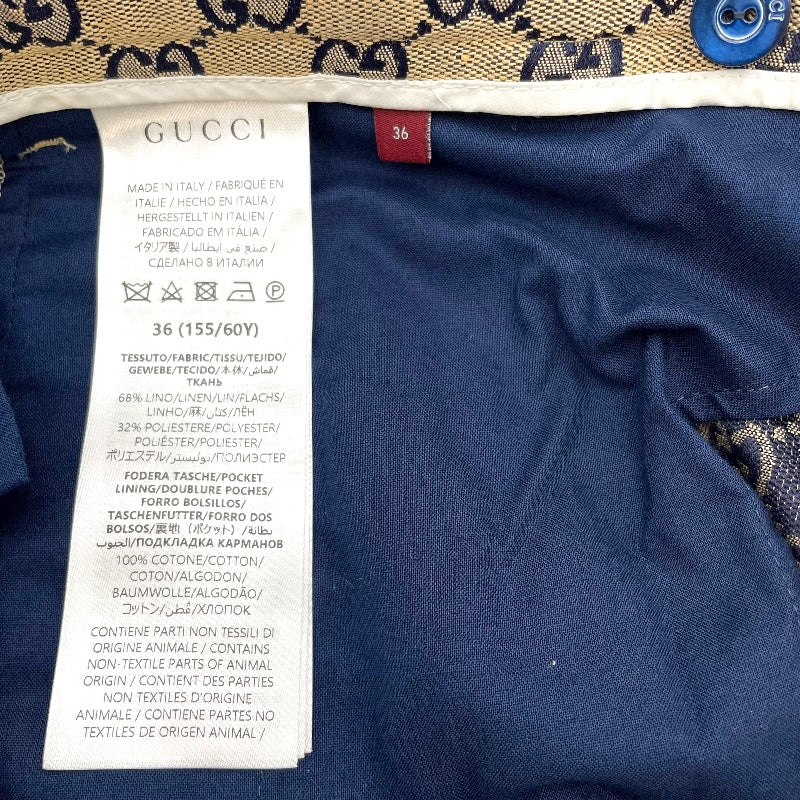 CCI
GUCCI
36
MADE IN ITALY / FABRIQUÉ EN
ITALIE / HECHO EN ITALIA /
HERGESTELLT IN ITALIEN /
FABRICADO EM ITÁLIA /
イタリア製 / صنع في إيطاليا /
СДЕЛАНО В ИТАЛИИ
P
36 (155/60Y)
TESSUTO/FABRIC/TISSU/TEJIDO/
GEWEBE/TECIDO/本体/قماش/
ТКАНЬ
68% LINO/LINEN/LIN/FLACHS/
LINHO/麻/كتان/ЛЁН
32% POLIESTERE/POLYESTER/
POLIÉSTER/POLYESTER/
ポリエステル/بوليستر/ПОЛИЭСТЕР
FODERA TASCHE/POCKET
LINING/DOUBLURE POCHES/
FORRO BOLSILLOS/
TASCHENFUTTER/FORRO DOS
BOLSOS/裏地 (ポケット) /بطانة
الجيوب/ПОДКЛАДКА КАРМАНОВ
100% COTONE/COTTON/
COTON/ALGODON/
BAUMWOLLE/ALGODÃO/
コットン/قطن/ХЛОПОК
CONTIENE PARTI NON TESSILI DI
ORIGINE ANIMALE / CONTAINS
NON-TEXTILE PARTS OF ANIMAL
ORIGIN / CONTIENT DES PARTIES
NON TEXTILES D'ORIGINE
ANIMALE / CONTIENE PARTES NO
TEXTILES DE ORIGEN ANIMAL /